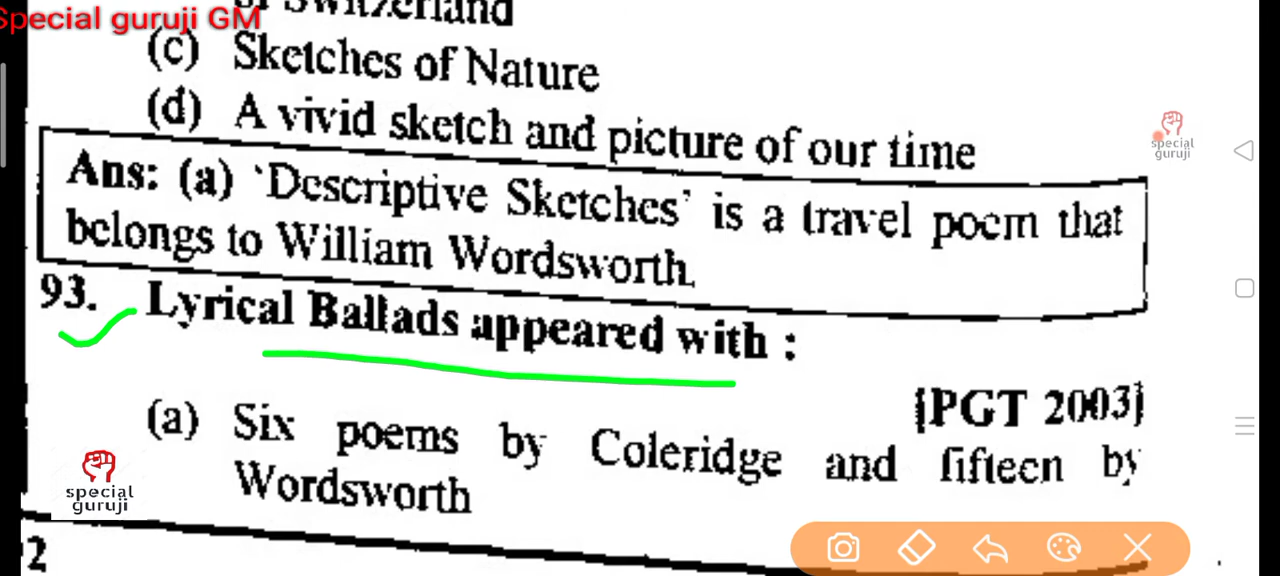 Special guruji GM
of Switzerland
(c) Sketches of Nature
(d) A vivid sketch and picture of our time
special
guruji
Ans: (a) 'Descriptive Sketches' is a travel poem that
belongs to William Wordsworth.
93. Lyrical Ballads appeared with :
[PGT 2003]
(a) Six poems by Coleridge and fifteen by
Wordsworth
special
guruji
2